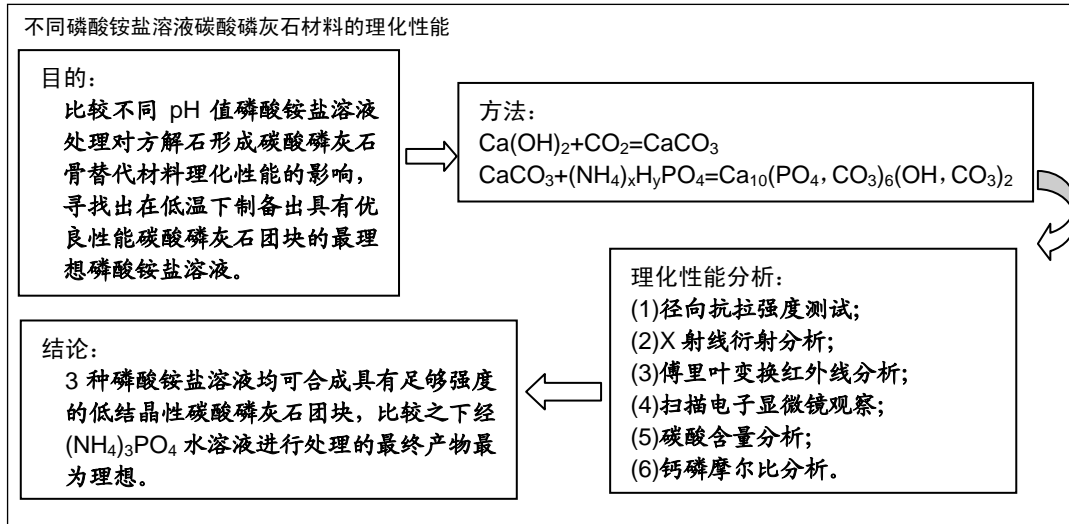 不同磷酸铵盐溶液碳酸磷灰石材料的理化性能
目的：
比较不同 pH 值磷酸铵盐溶液
处理对方解石形成碳酸磷灰石
骨替代材料理化性能的影响，
寻找出在低温下制备出具有优
良性能碳酸磷灰石团块的最理
想磷酸铵盐溶液。
方法：
Ca(OH)₂+CO₂=CaCO₃
CaCO₃+(NH₄)ₓHᵧPO₄=Ca₁₀(PO₄，CO₃)₆(OH，CO₃)₂
理化性能分析：
(1)径向抗拉强度测试；
(2)X 射线衍射分析；
(3)傅里叶变换红外线分析；
(4)扫描电子显微镜观察；
(5)碳酸含量分析；
(6)钙磷摩尔比分析。
结论：
3 种磷酸铵盐溶液均可合成具有足够强度
的低结晶性碳酸磷灰石团块，比较之下经
(NH₄)₃PO₄ 水溶液进行处理的最终产物最
为理想。